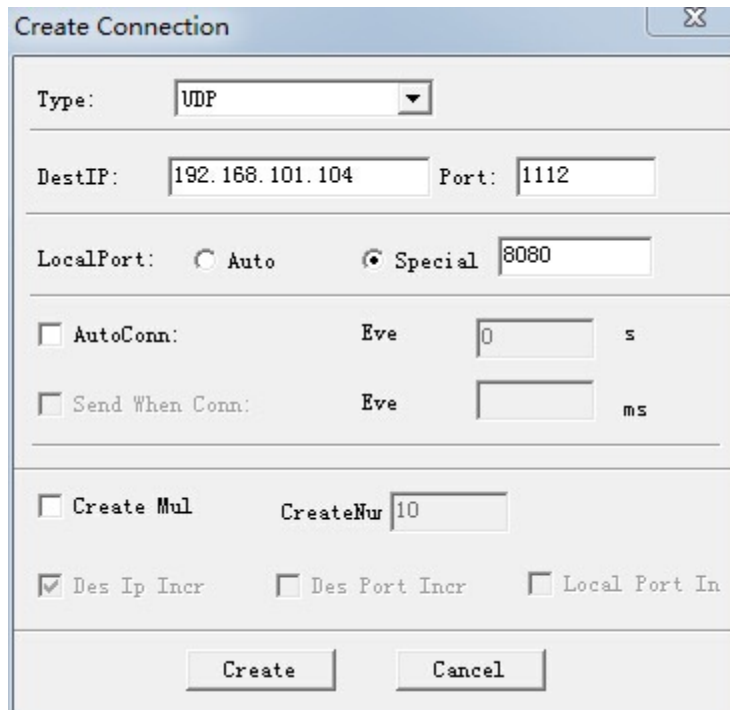 Create Connection
Type: UDP
DestIP: 192.168.101.104 Port: 1112
LocalPort: Auto Special 8080
AutoConn: Eve 0 s
Send When Conn: Eve ms
Create Mul CreateNur 10
Des Ip Incr Des Port Incr Local Port In
Create Cancel